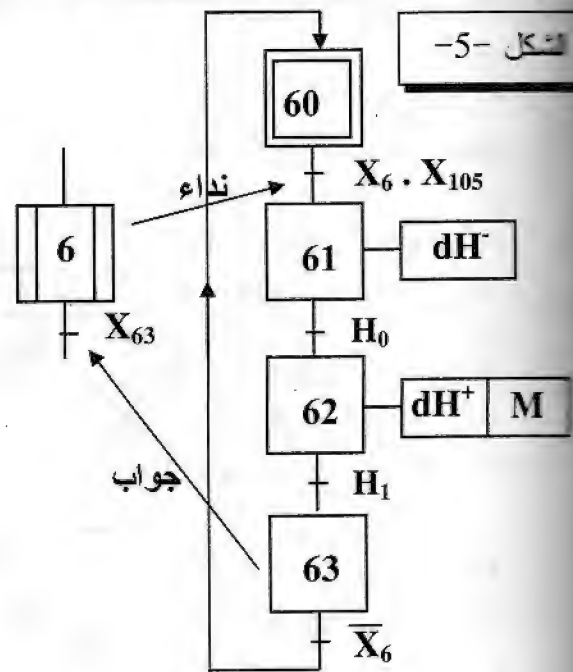 الشكل -5-
60
X₆ . X₁₀₅
نداء
6
61
dH⁻
X₆₃
H₀
62
dH⁺ M
جواب
H₁
63
X̅₆